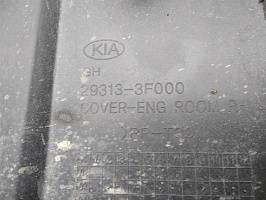 KIA
GH
29313-3F000
COVER-ENG ROOM,R